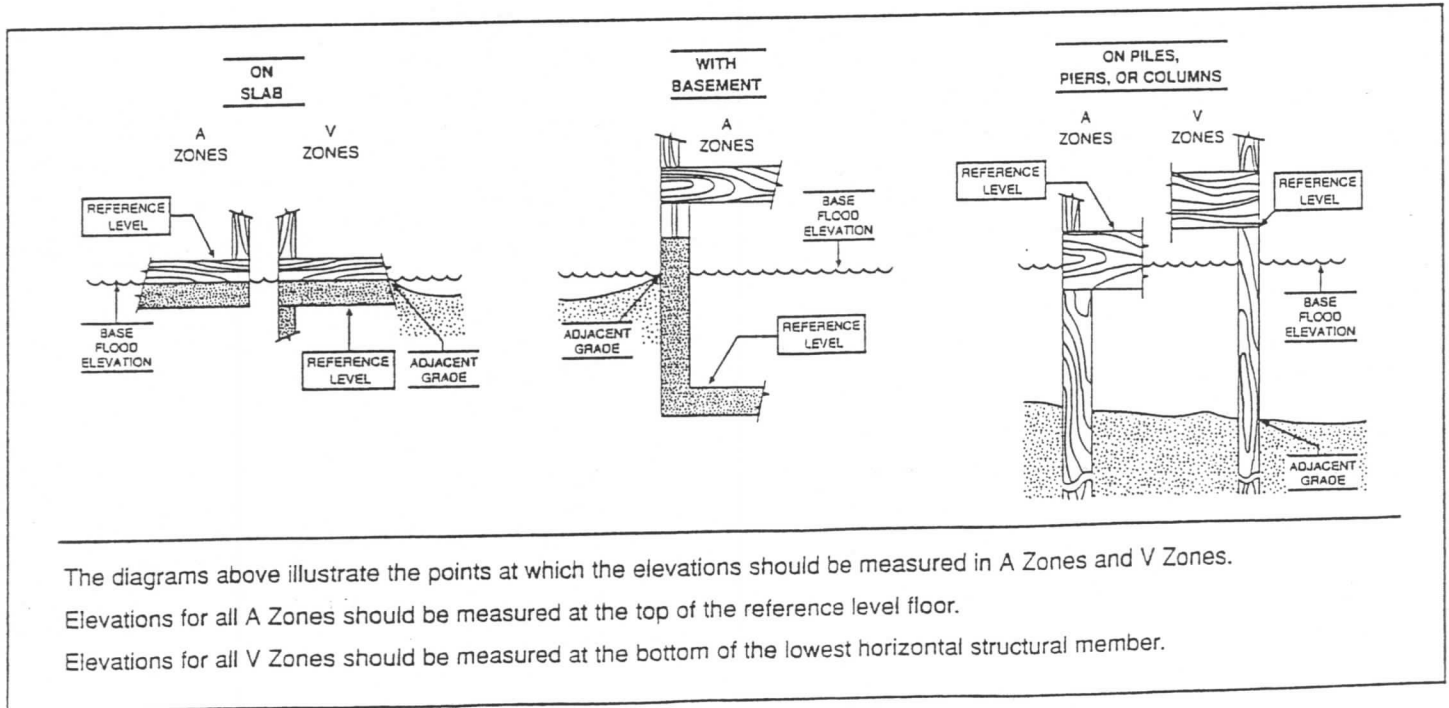 ON
SLAB
A
ZONES
V
ZONES
REFERENCE
LEVEL
BASE
FLOOD
ELEVATION
REFERENCE
LEVEL
ADJACENT
GRADE
WITH
BASEMENT
A
ZONES
BASE
FLOOD
ELEVATION
ADJACENT
GRADE
REFERENCE
LEVEL
ON PILES,
PIERS, OR COLUMNS
A
ZONES
V
ZONES
REFERENCE
LEVEL
REFERENCE
LEVEL
BASE
FLOOD
ELEVATION
ADJACENT
GRADE
The diagrams above illustrate the points at which the elevations should be measured in A Zones and V Zones.
Elevations for all A Zones should be measured at the top of the reference level floor.
Elevations for all V Zones should be measured at the bottom of the lowest horizontal structural member.